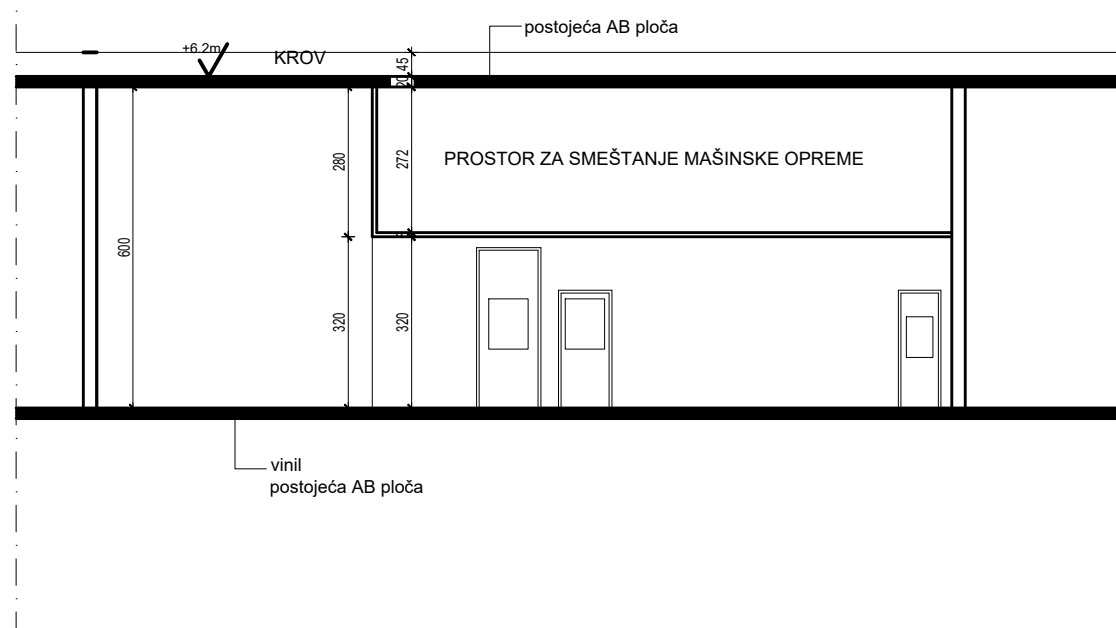 postojeća AB ploča
+6.2m
KROV
45
20
280
272
PROSTOR ZA SMEŠTANJE MAŠINSKE OPREME
600
320
320
vinil
postojeća AB ploča